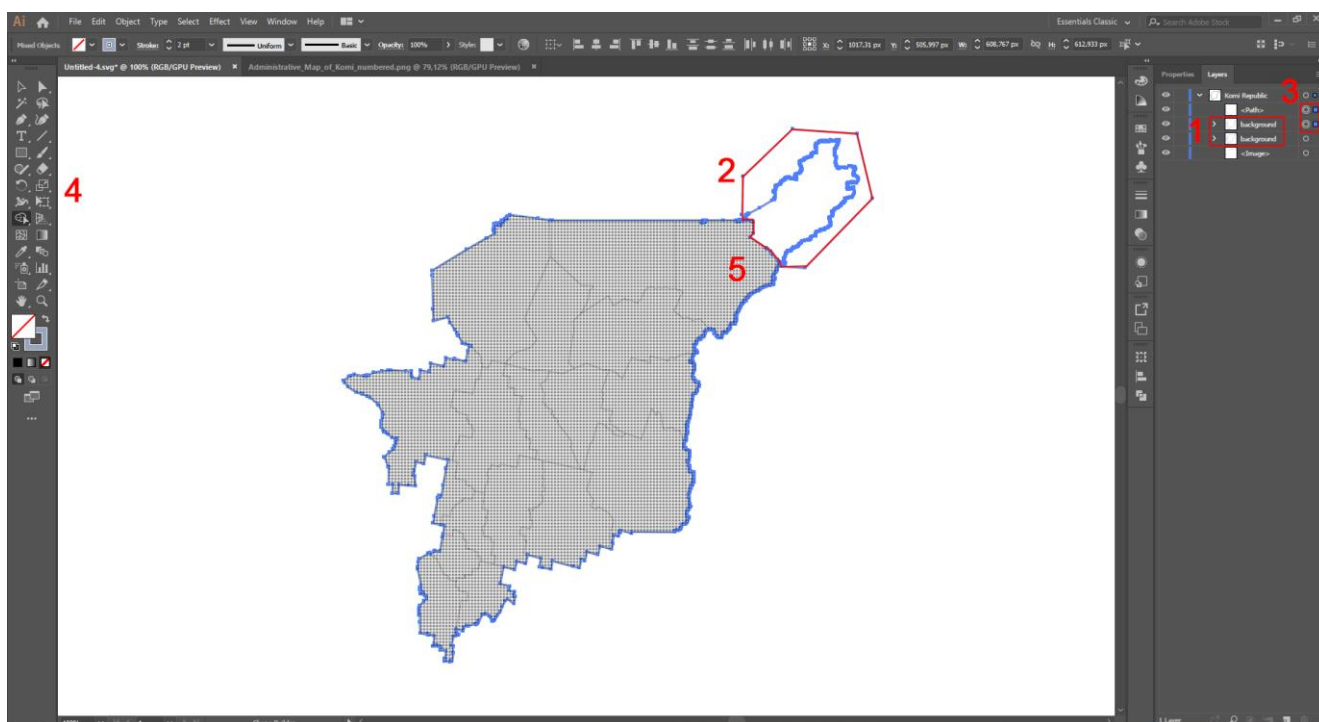 Ai File Edit Object Type Select Effect View Window Help Essentials Classic Search Adobe Stock
Mixed Objects Stroke: 2 pt Uniform Basic Opacity: 100% Style: X: 1017,31 px Y: 505,997 px W: 608,767 px H: 612,933 px
Untitled-4.svg* @ 100% (RGB/GPU Preview) × Administrative_Map_of_Komi_numbered.png @ 79,12% (RGB/GPU Preview) ×
Properties Layers
Komi Republic 3
<Path>
1 background
background
<Image>
2
4
5